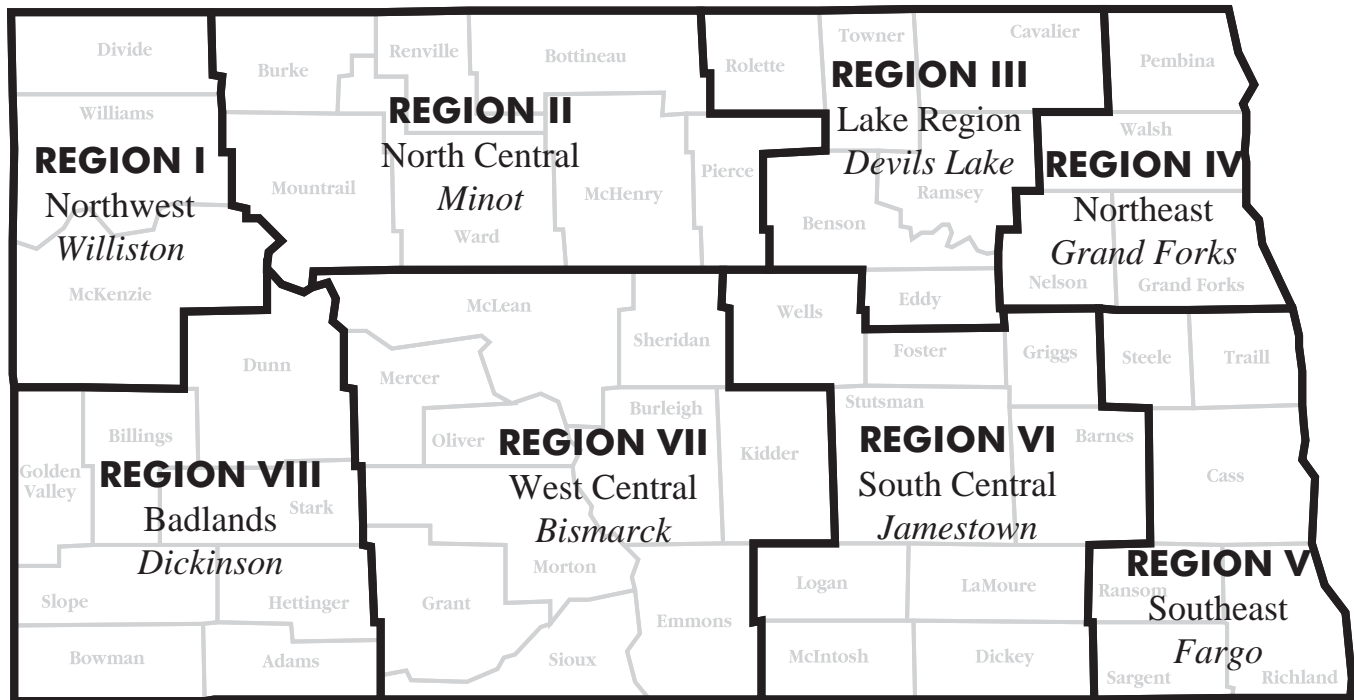 Divide
Burke
Renville
Bottineau
Rolette
Towner
Cavalier
Pembina
Williams
REGION I
Northwest
Williston
McKenzie
REGION II
North Central
Minot
Mountrail
Ward
McHenry
Pierce
REGION III
Lake Region
Devils Lake
Ramsey
Benson
Eddy
Walsh
REGION IV
Northeast
Grand Forks
Nelson
Grand Forks
McLean
Sheridan
Wells
Foster
Griggs
Steele
Traill
Dunn
Mercer
Oliver
Burleigh
Kidder
Stutsman
Barnes
Cass
Billings
Golden
Valley
REGION VIII
Badlands
Dickinson
Stark
REGION VII
West Central
Bismarck
REGION VI
South Central
Jamestown
REGION V
Southeast
Fargo
Slope
Hettinger
Grant
Morton
Emmons
Logan
LaMoure
Ransom
Bowman
Adams
Sioux
McIntosh
Dickey
Sargent
Richland